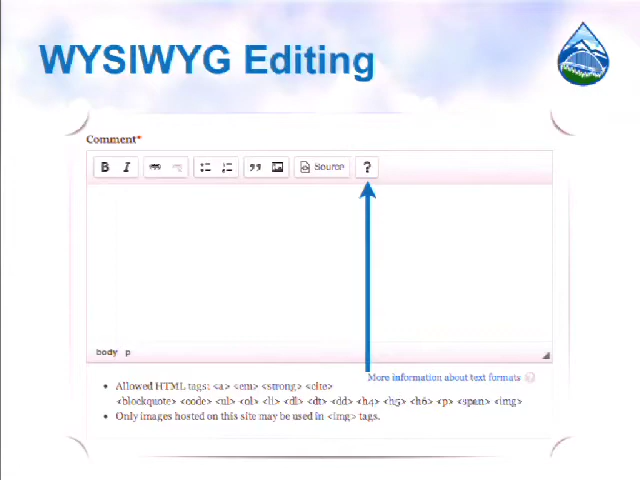 WYSIWYG Editing
Comment*
B I Source ?
body p
More information about text formats ?
Allowed HTML tags: <a> <em> <strong> <cite>
<blockquote> <code> <ul> <ol> <li> <dl> <dt> <dd> <h4> <h5> <h6> <p> <span> <img>
Only images hosted on this site may be used in <img> tags.